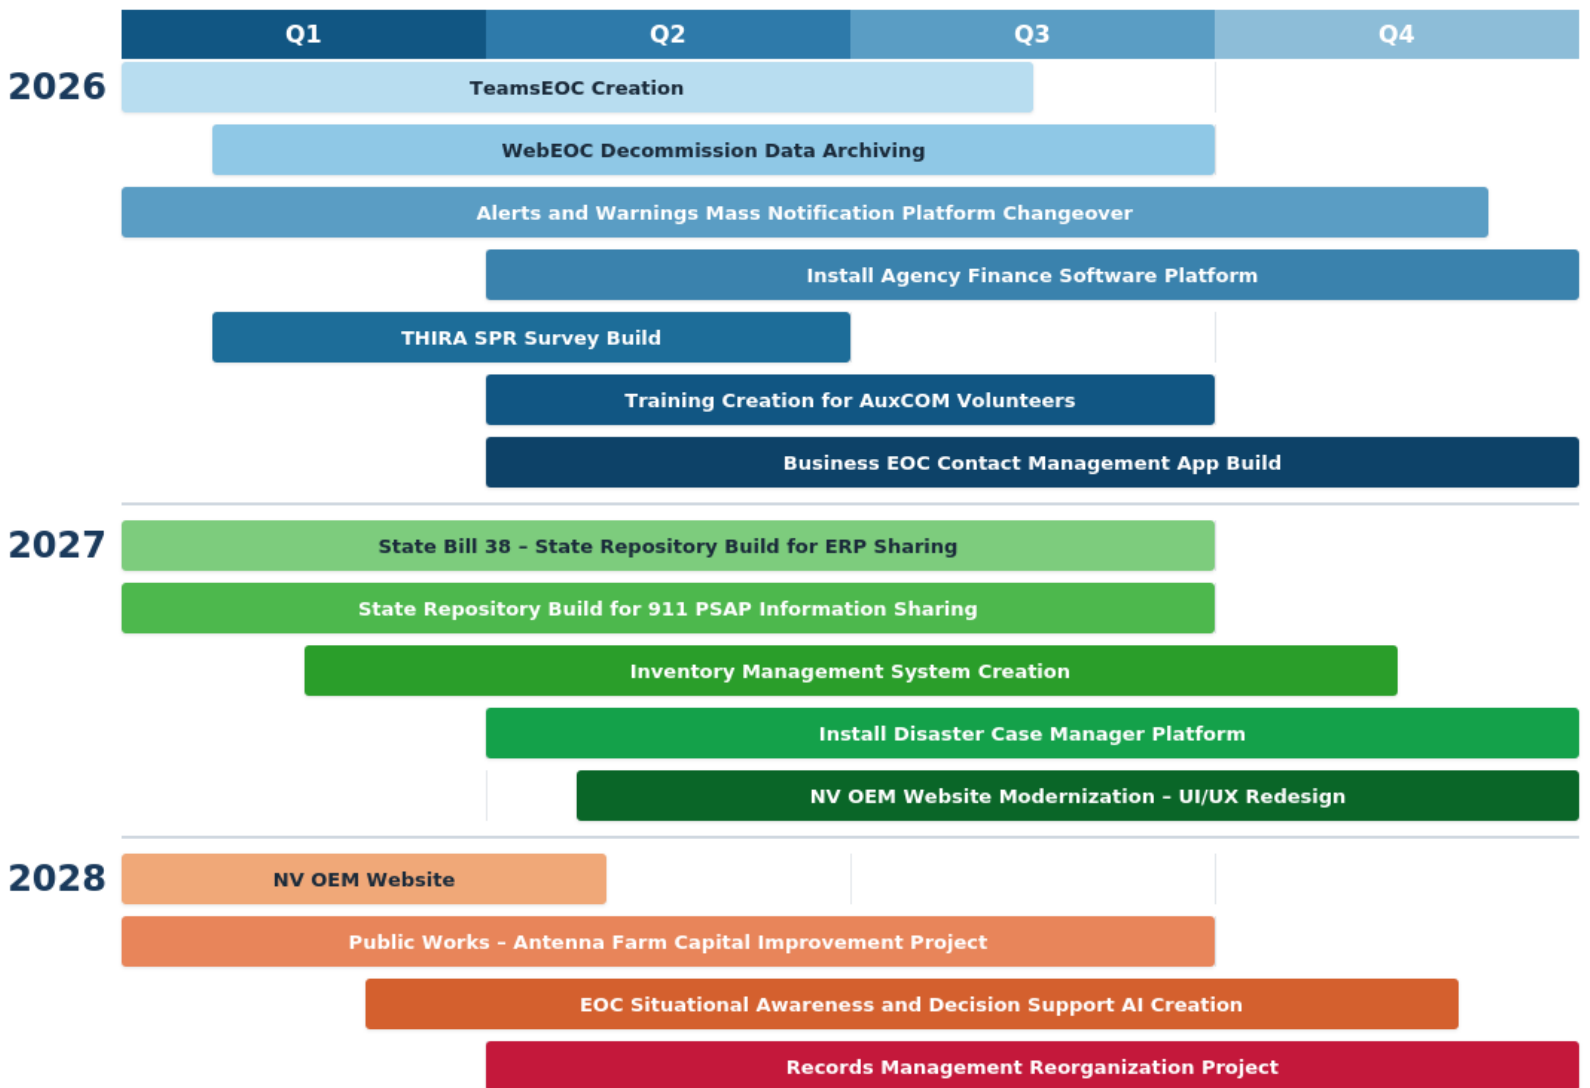 Q1 Q2 Q3 Q4
2026
TeamsEOC Creation
WebEOC Decommission Data Archiving
Alerts and Warnings Mass Notification Platform Changeover
Install Agency Finance Software Platform
THIRA SPR Survey Build
Training Creation for AuxCOM Volunteers
Business EOC Contact Management App Build
2027
State Bill 38 – State Repository Build for ERP Sharing
State Repository Build for 911 PSAP Information Sharing
Inventory Management System Creation
Install Disaster Case Manager Platform
NV OEM Website Modernization – UI/UX Redesign
2028
NV OEM Website
Public Works – Antenna Farm Capital Improvement Project
EOC Situational Awareness and Decision Support AI Creation
Records Management Reorganization Project